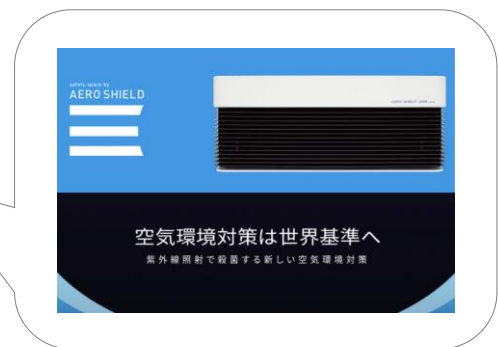 safety space by
AERO SHIELD
空気環境対策は世界基準へ
紫外線照射で殺菌する新しい空気環境対策